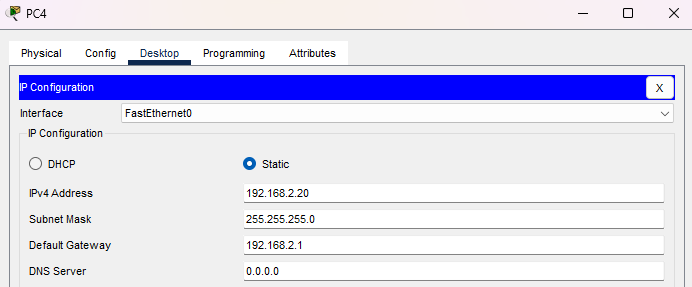 PC4
Physical Config Desktop Programming Attributes
IP Configuration X
Interface FastEthernet0
IP Configuration
DHCP Static
IPv4 Address 192.168.2.20
Subnet Mask 255.255.255.0
Default Gateway 192.168.2.1
DNS Server 0.0.0.0